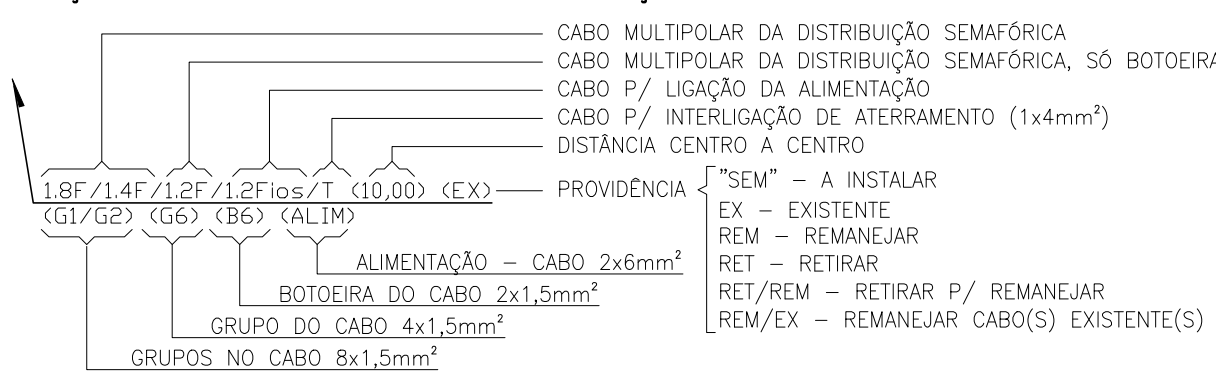 CABO MULTIPOLAR DA DISTRIBUIÇÃO SEMAFÓRICA
CABO MULTIPOLAR DA DISTRIBUIÇÃO SEMAFÓRICA, SÓ BOTOEIRA
CABO P/ LIGAÇÃO DA ALIMENTAÇÃO
CABO P/ INTERLIGAÇÃO DE ATERRAMENTO (1x4mm²)
DISTÂNCIA CENTRO A CENTRO
1.8F/1.4F/1.2F/1.2Fios/T (10,00) (EX)
PROVIDÊNCIA
"SEM" – A INSTALAR
EX – EXISTENTE
REM – REMANEJAR
RET – RETIRAR
RET/REM – RETIRAR P/ REMANEJAR
REM/EX – REMANEJAR CABO(S) EXISTENTE(S)
(G1/G2) (G6) (B6) (ALIM)
ALIMENTAÇÃO – CABO 2x6mm²
BOTOEIRA DO CABO 2x1,5mm²
GRUPO DO CABO 4x1,5mm²
GRUPOS NO CABO 8x1,5mm²